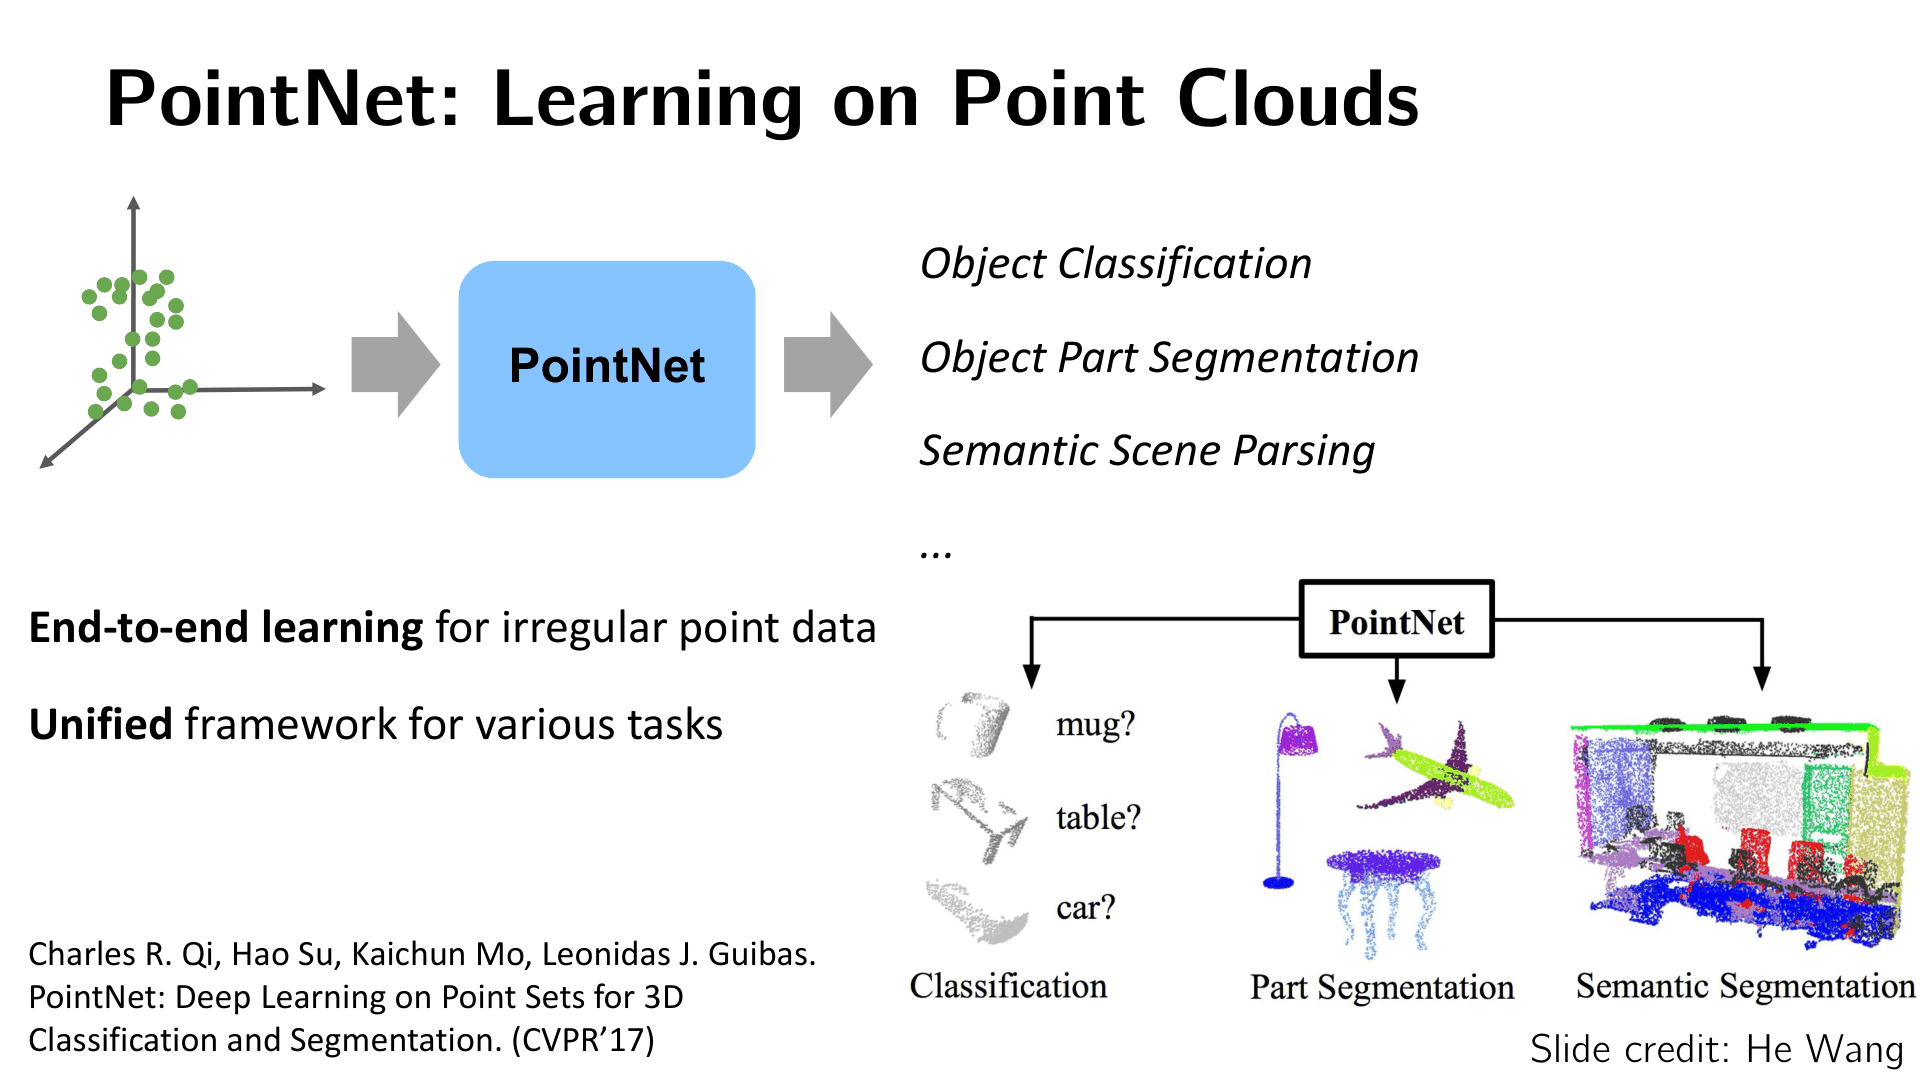 PointNet: Learning on Point Clouds
PointNet
Object Classification
Object Part Segmentation
Semantic Scene Parsing
...
End-to-end learning for irregular point data
Unified framework for various tasks
PointNet
mug?
table?
car?
Classification
Part Segmentation
Semantic Segmentation
Charles R. Qi, Hao Su, Kaichun Mo, Leonidas J. Guibas.
PointNet: Deep Learning on Point Sets for 3D
Classification and Segmentation. (CVPR’17)
Slide credit: He Wang